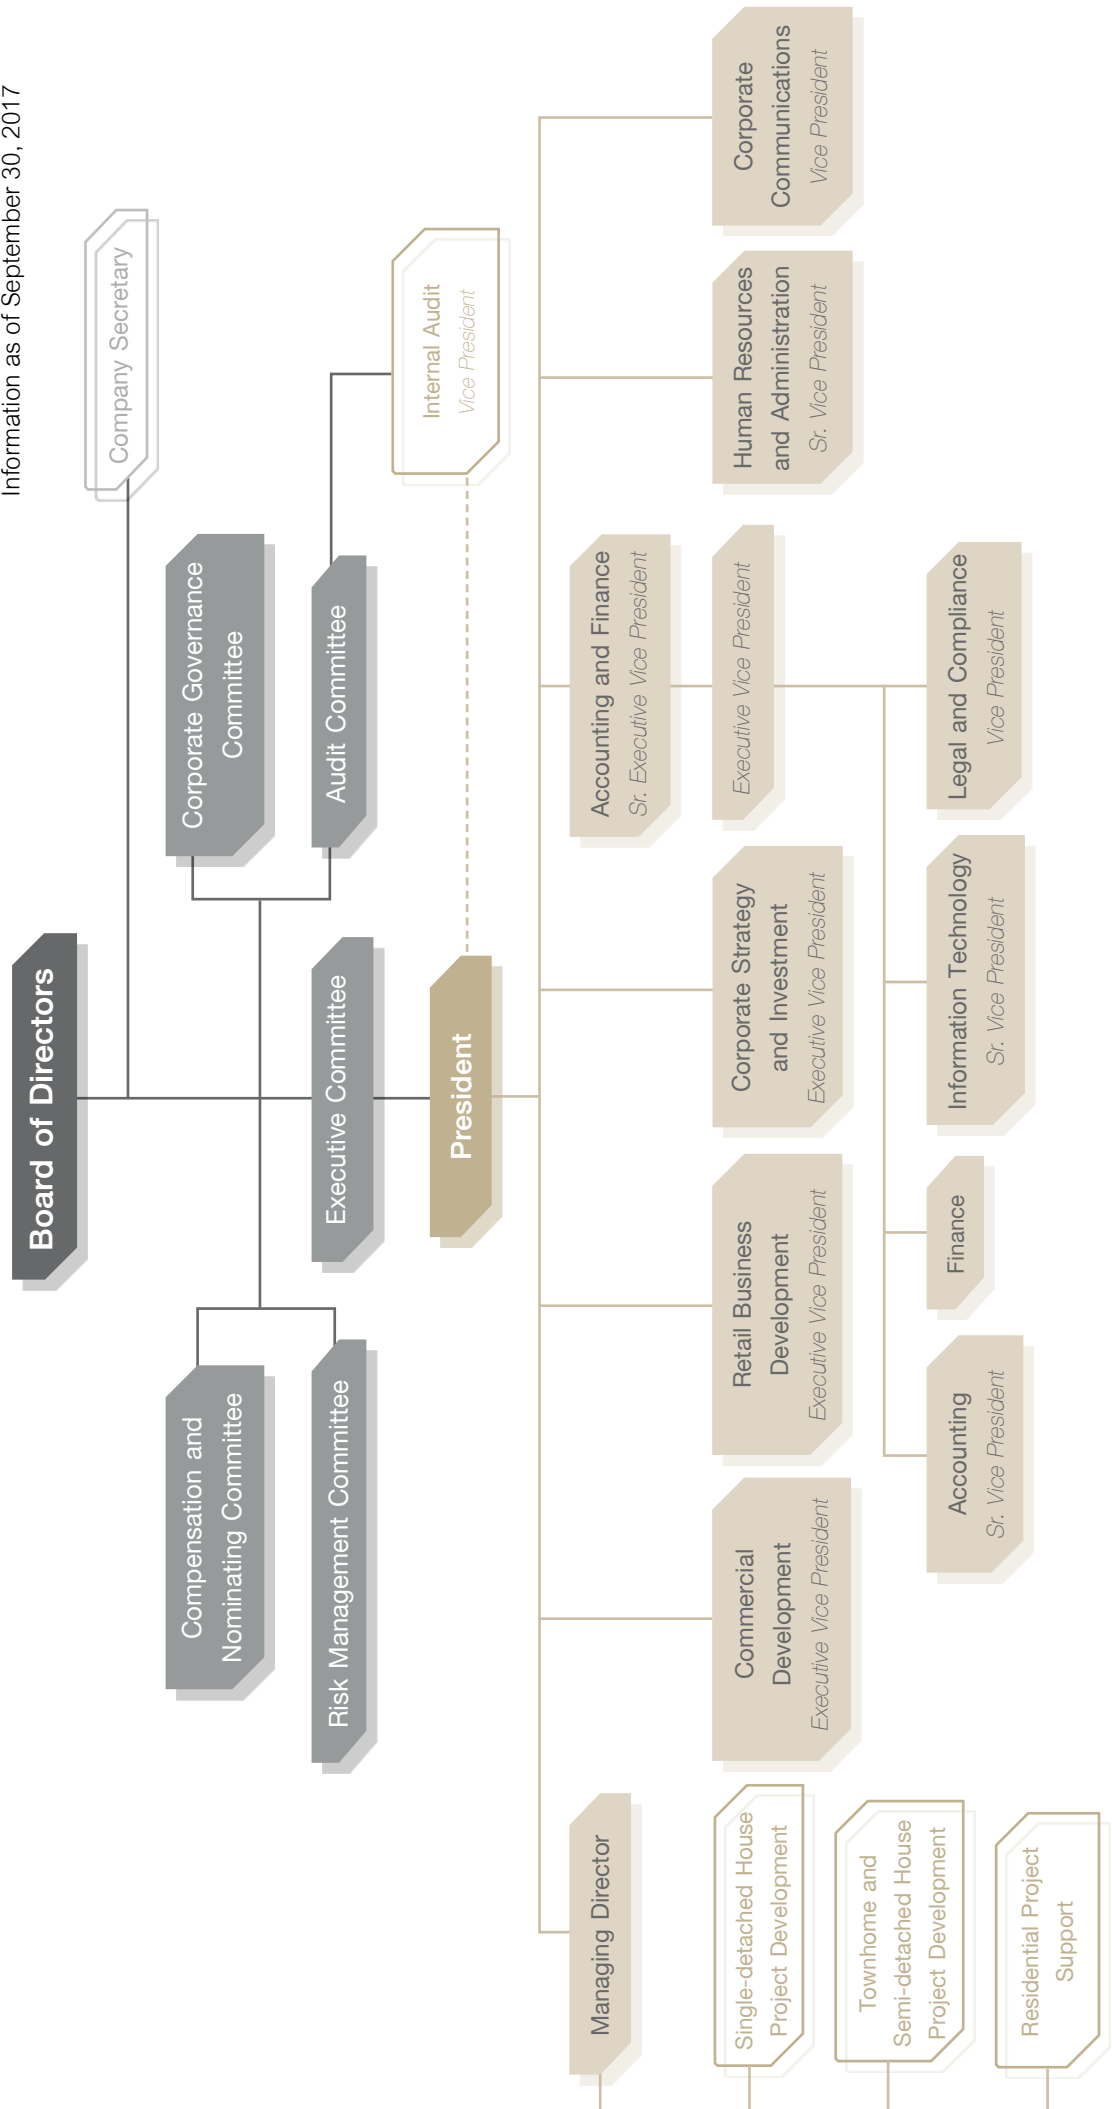 Information as of September 30, 2017
Board of Directors
Company Secretary
Compensation and
Nominating Committee
Corporate Governance
Committee
Risk Management Committee
Executive Committee
Audit Committee
Internal Audit
Vice President
President
Managing Director
Accounting and Finance
Sr. Executive Vice President
Single-detached House
Project Development
Commercial
Development
Executive Vice President
Retail Business
Development
Executive Vice President
Corporate Strategy
and Investment
Executive Vice President
Executive Vice President
Human Resources
and Administration
Sr. Vice President
Corporate
Communications
Vice President
Townhome and
Semi-detached House
Project Development
Accounting
Sr. Vice President
Finance
Information Technology
Sr. Vice President
Legal and Compliance
Vice President
Residential Project
Support